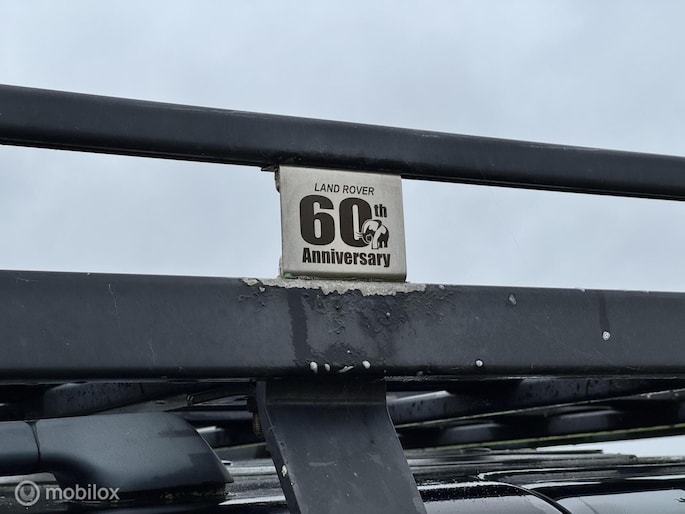 LAND ROVER
60th
Anniversary
mobilox